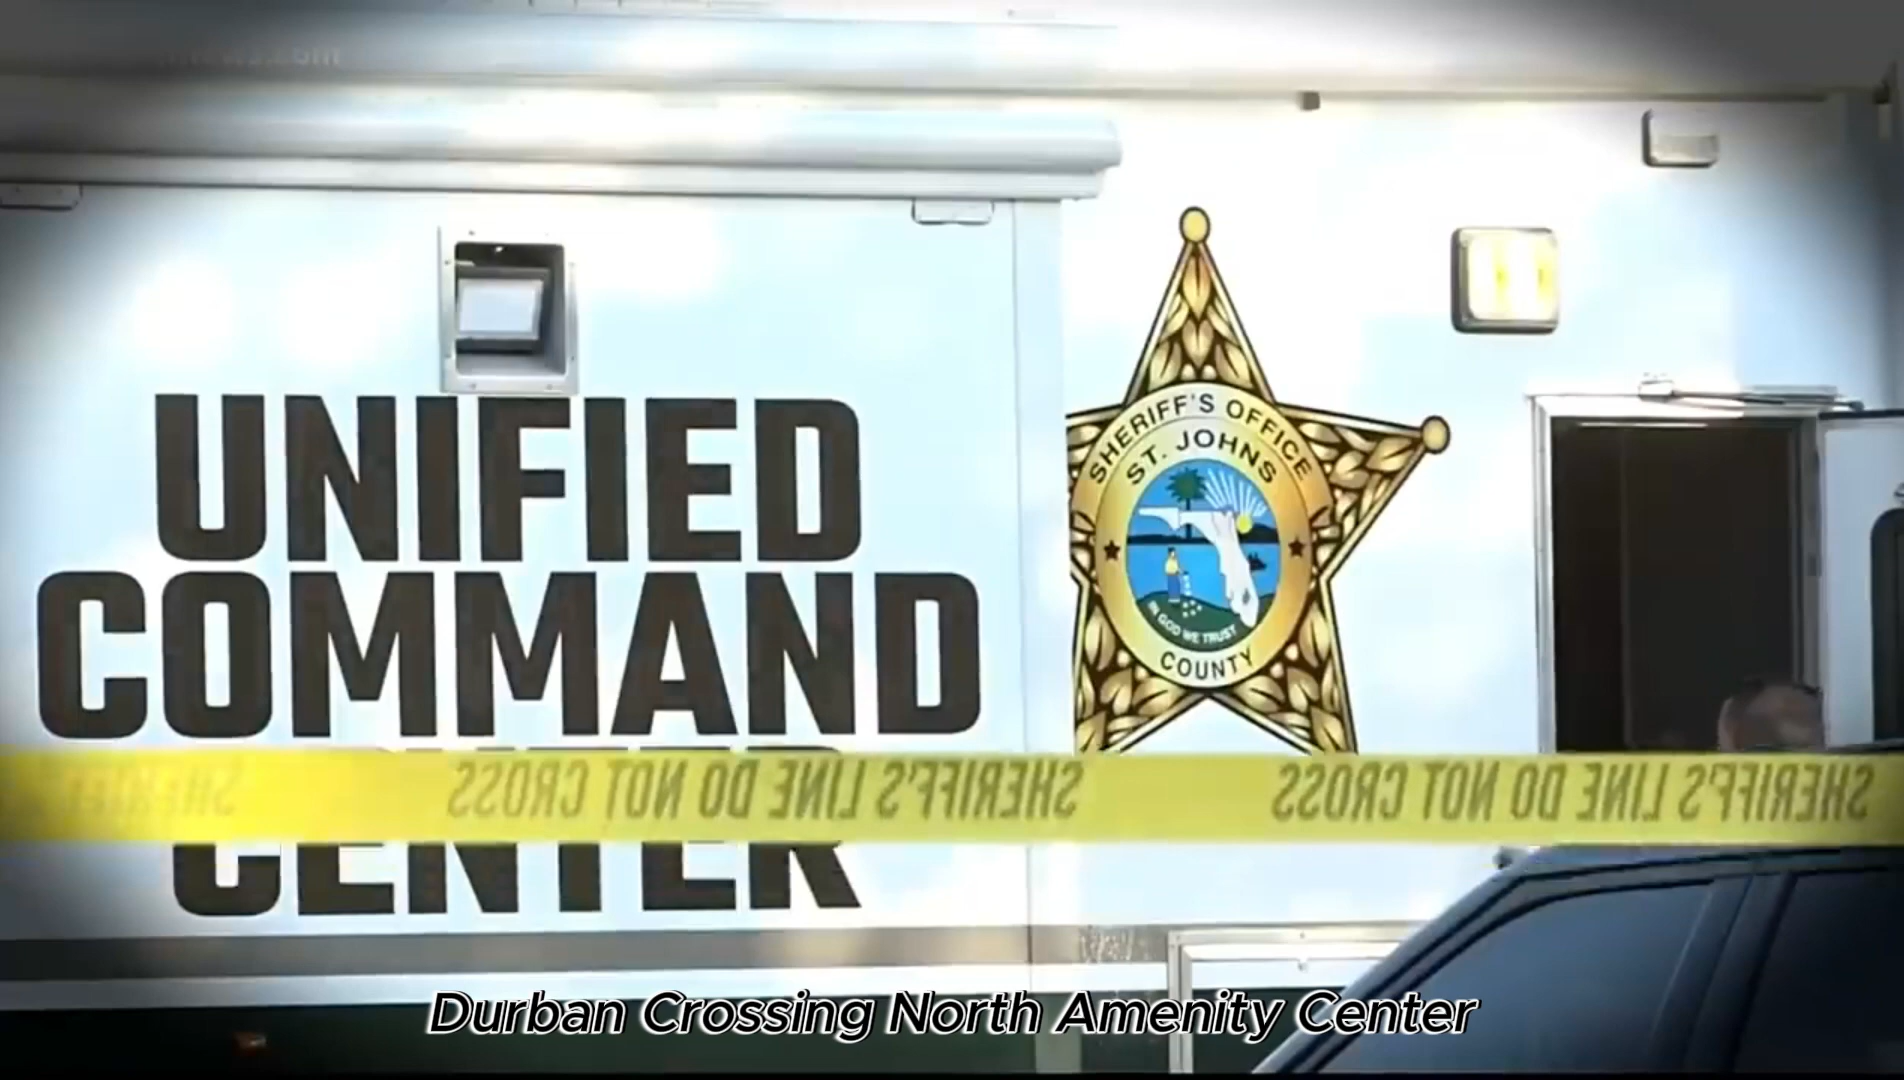 UNIFIED
COMMAND
CENTER
SHERIFF'S OFFICE
ST. JOHNS
IN GOD WE TRUST
COUNTY
SHERIFF'S LINE DO NOT CROSS
SHERIFF'S LINE DO NOT CROSS
Durban Crossing North Amenity Center